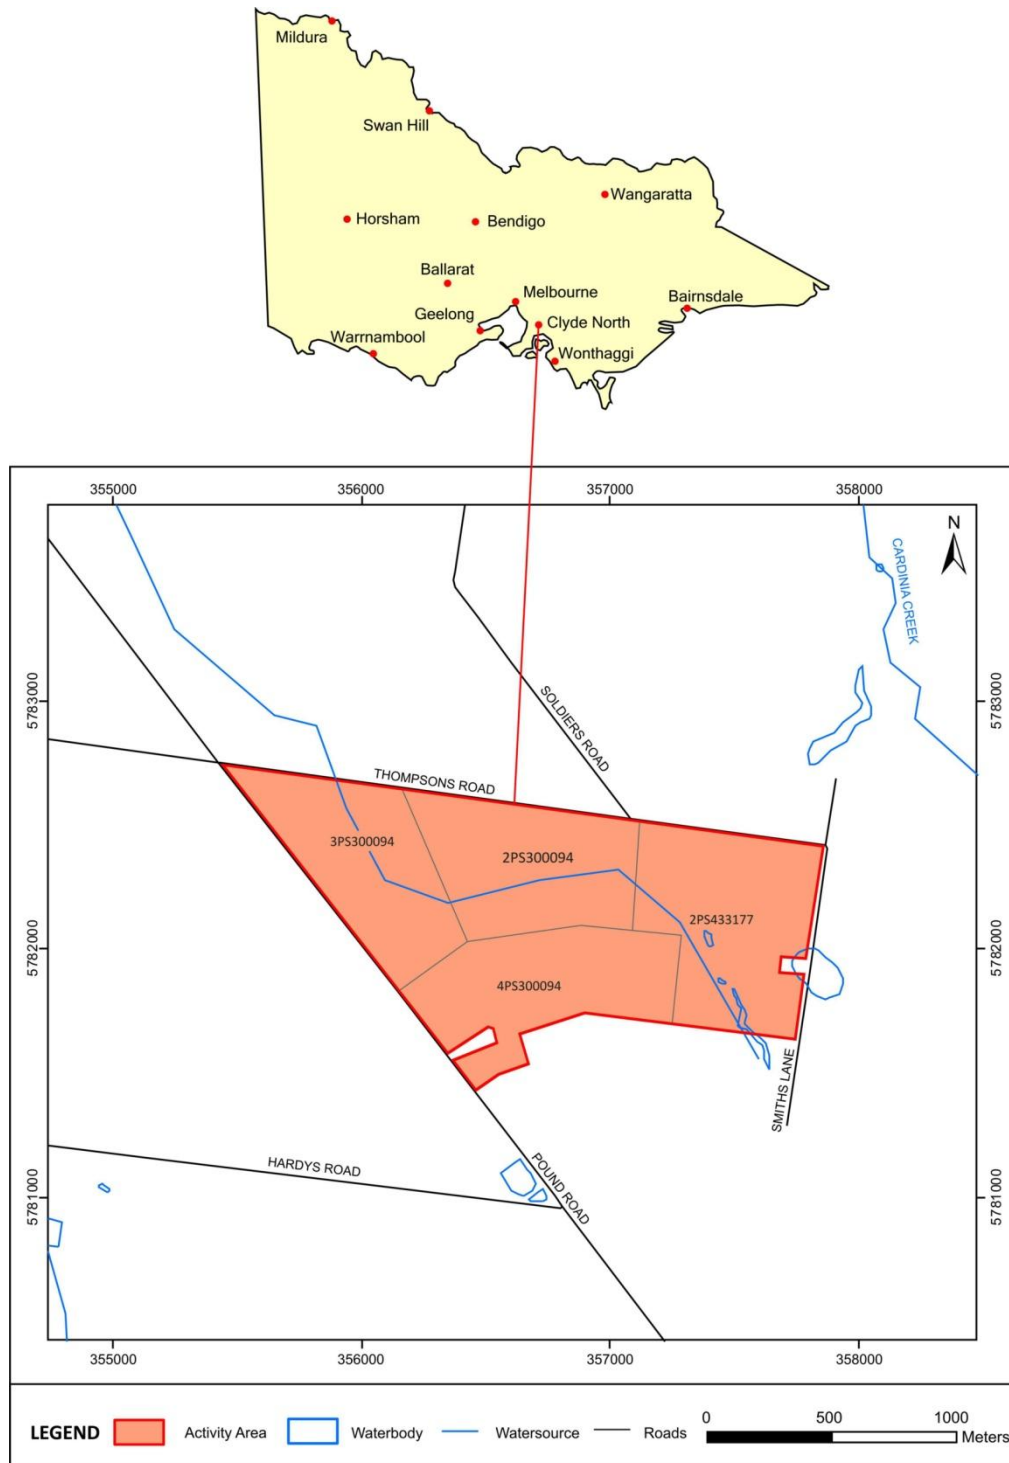 Mildura
Swan Hill
Wangaratta
Horsham
Bendigo
Ballarat
Melbourne
Bairnsdale
Geelong
Clyde North
Warrnambool
Wonthaggi
355000
356000
357000
358000
N
CARDINIA CREEK
5783000
5783000
SOLDIERS ROAD
THOMPSONS ROAD
3PS300094
2PS300094
2PS433177
5782000
5782000
4PS300094
SMITHS LANE
HARDYS ROAD
POUND ROAD
5781000
5781000
355000
356000
357000
358000
LEGEND
Activity Area
Waterbody
Watersource
Roads
0
500
1000
Meters